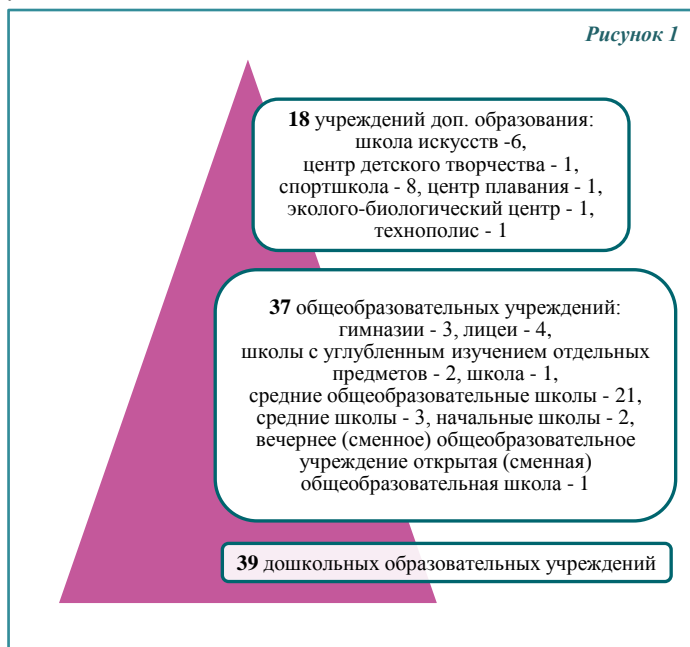 Рисунок 1
18 учреждений доп. образования:
школа искусств -6,
центр детского творчества - 1,
спортшкола - 8, центр плавания - 1,
эколого-биологический центр - 1,
технополис - 1
37 общеобразовательных учреждений:
гимназии - 3, лицеи - 4,
школы с углубленным изучением отдельных
предметов - 2, школа - 1,
средние общеобразовательные школы - 21,
средние школы - 3, начальные школы - 2,
вечернее (сменное) общеобразовательное
учреждение открытая (сменная)
общеобразовательная школа - 1
39 дошкольных образовательных учреждений